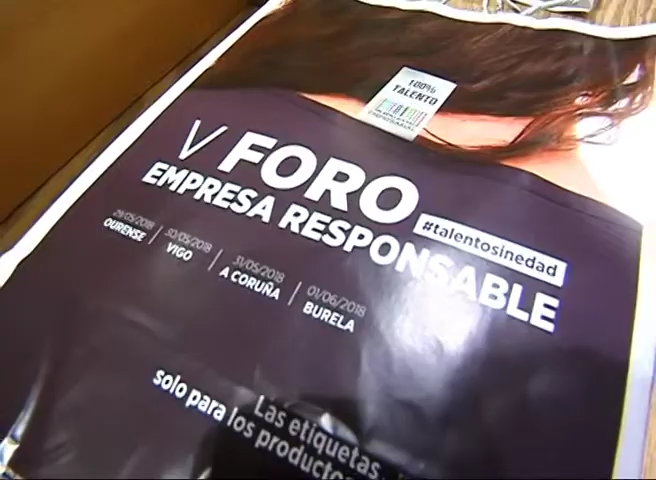 100%
TALENTO
V FORO
#talentosinedad
EMPRESA RESPONSABLE
29/05/2018
OURENSE
30/05/2018
VIGO
31/05/2018
A CORUÑA
01/06/2018
BURELA
Las etiquetas,
solo para los productos